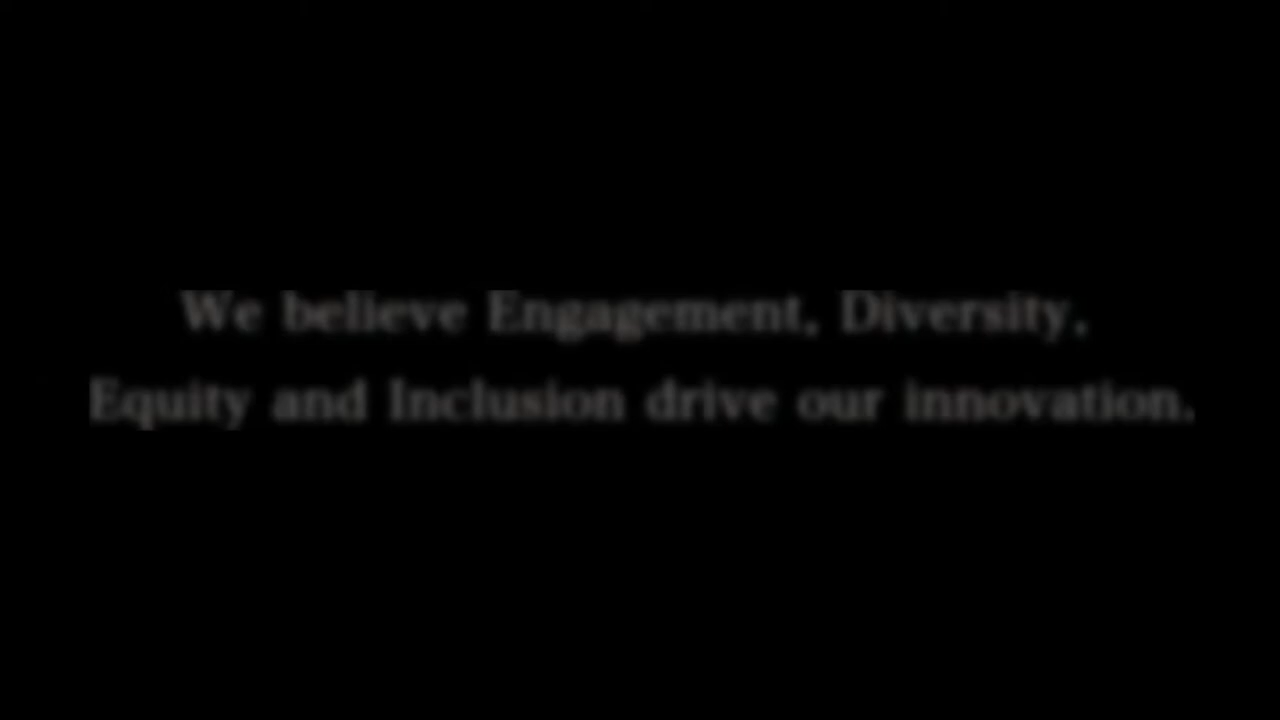 We believe Engagement, Diversity,
Equity and Inclusion drive our innovation.